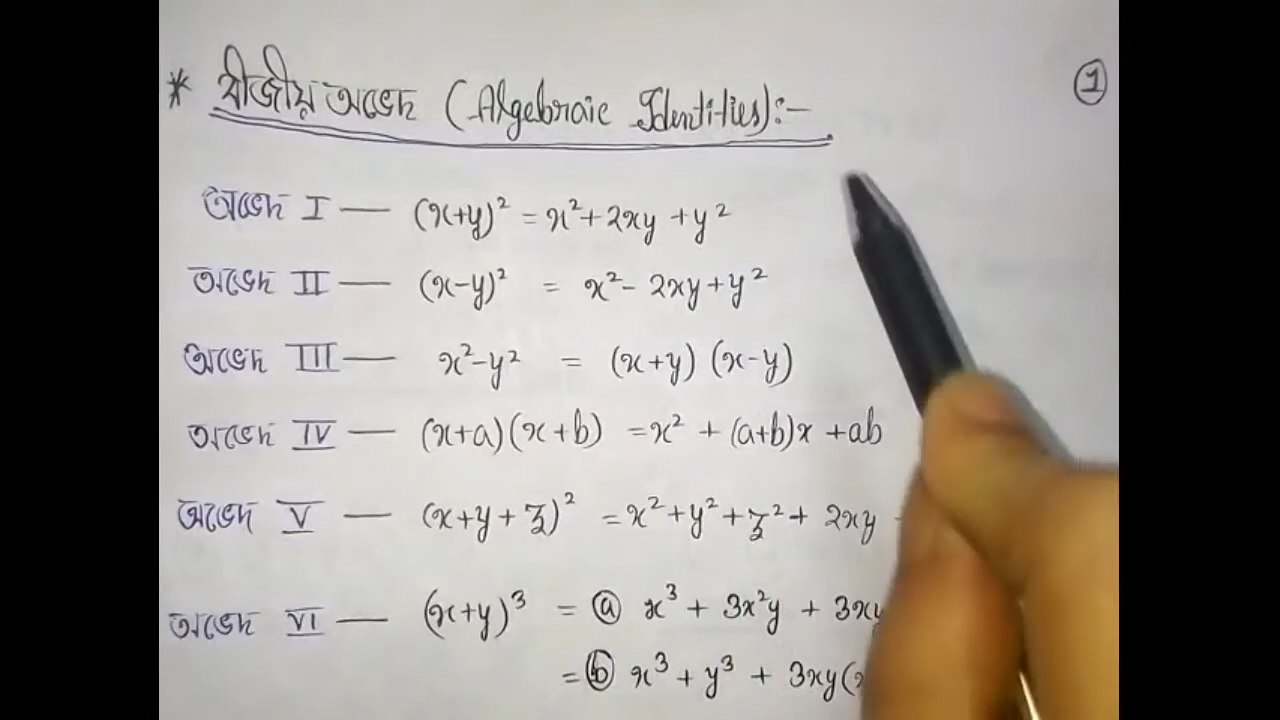 * বীজীয় অভেদ (Algebraic Identities):-
①
অভেদ I — (x+y)² = x² + 2xy + y²
অভেদ II — (x-y)² = x² - 2xy + y²
অভেদ III — x² - y² = (x+y) (x-y)
অভেদ IV — (x+a)(x+b) = x² + (a+b)x + ab
অভেদ V — (x+y+z)² = x² + y² + z² + 2xy
অভেদ VI — (x+y)³ = ⓐ x³ + 3x²y + 3xy
= ⓑ x³ + y³ + 3xy(x